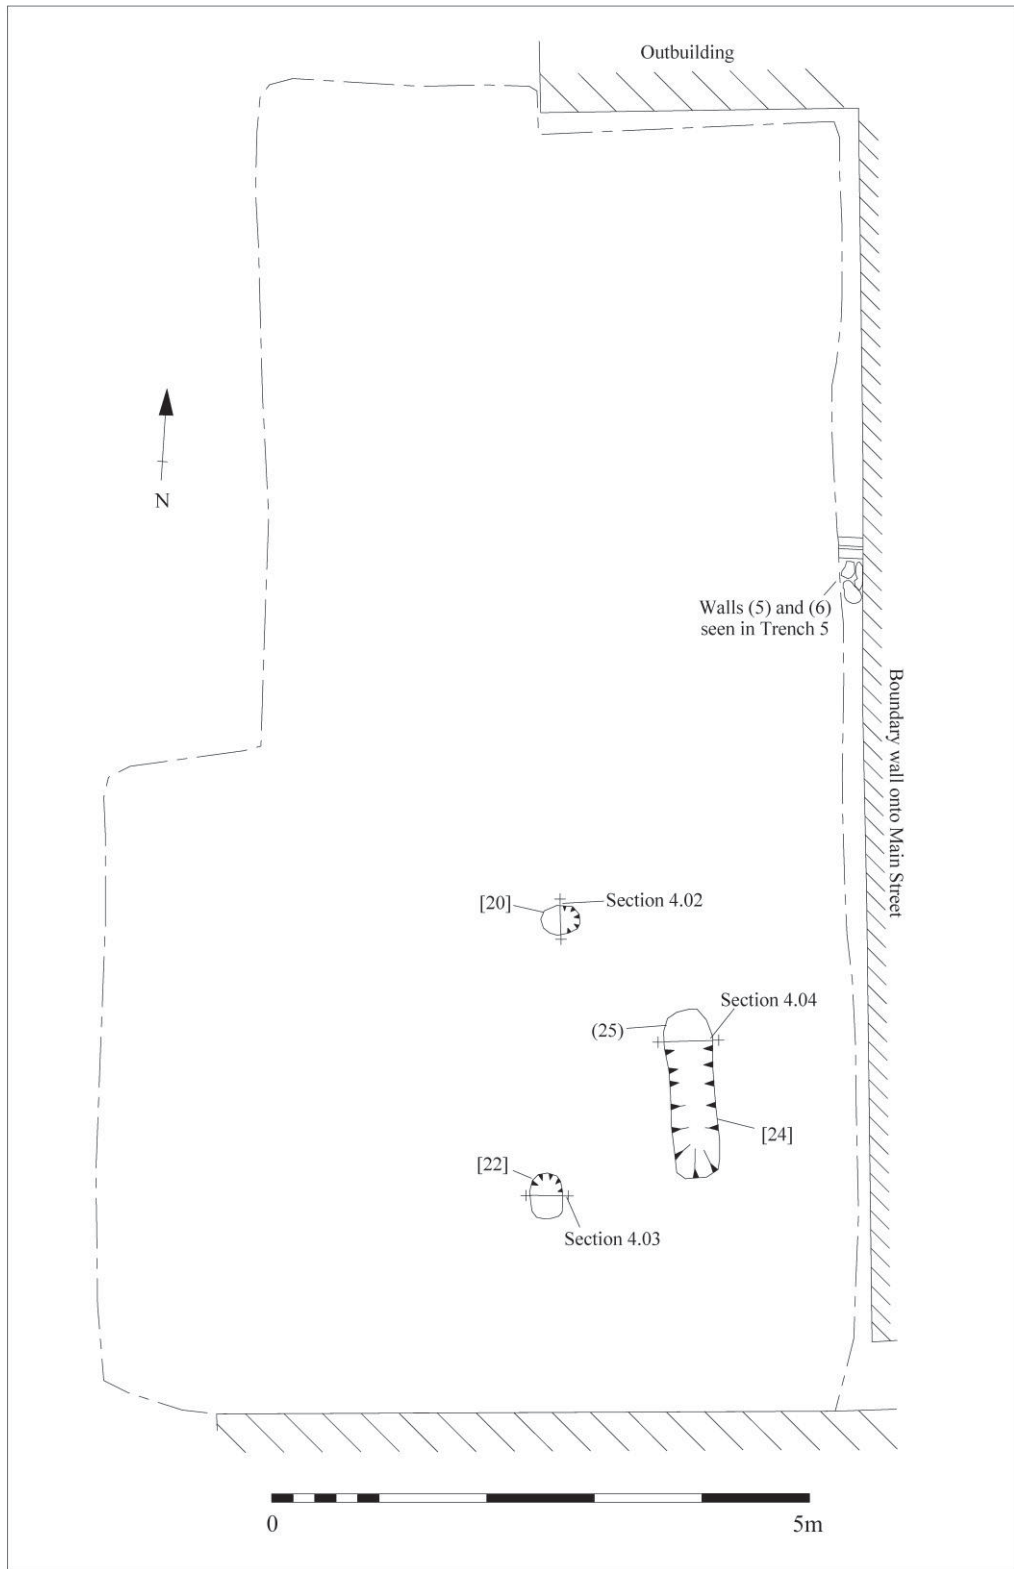 Outbuilding
N
Walls (5) and (6)
seen in Trench 5
Boundary wall onto Main Street
[20]
Section 4.02
Section 4.04
(25)
[24]
[22]
Section 4.03
0
5m